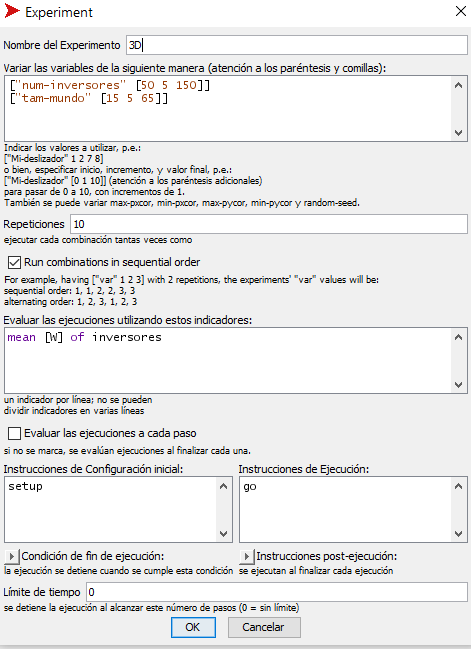 Experiment
Nombre del Experimento 3D
Variar las variables de la siguiente manera (atención a los paréntesis y comillas):
["num-inversores" [50 5 150]]
["tam-mundo" [15 5 65]]
Indicar los valores a utilizar, p.e.:
["Mi-deslizador" 1 2 7 8]
o bien, especificar inicio, incremento, y valor final, p.e.:
["Mi-deslizador" [0 1 10]] (atención a los paréntesis adicionales)
para pasar de 0 a 10, con incrementos de 1.
También se puede variar max-pxcor, min-pxcor, max-pycor, min-pycor y random-seed.
Repeticiones 10
ejecutar cada combinación tantas veces como
Run combinations in sequential order
For example, having ["var" 1 2 3] with 2 repetitions, the experiments' "var" values will be:
sequential order: 1, 1, 2, 2, 3, 3
alternating order: 1, 2, 3, 1, 2, 3
Evaluar las ejecuciones utilizando estos indicadores:
mean [W] of inversores
un indicador por línea; no se pueden
dividir indicadores en varias líneas
Evaluar las ejecuciones a cada paso
si no se marca, se evalúan ejecuciones al finalizar cada una.
Instrucciones de Configuración inicial:
setup
Instrucciones de Ejecución:
go
Condición de fin de ejecución:
la ejecución se detiene cuando se cumple esta condición
Instrucciones post-ejecución:
se ejecutan al finalizar cada ejecución
Límite de tiempo 0
se detiene la ejecución al alcanzar este número de pasos (0 = sin límite)
OK
Cancelar